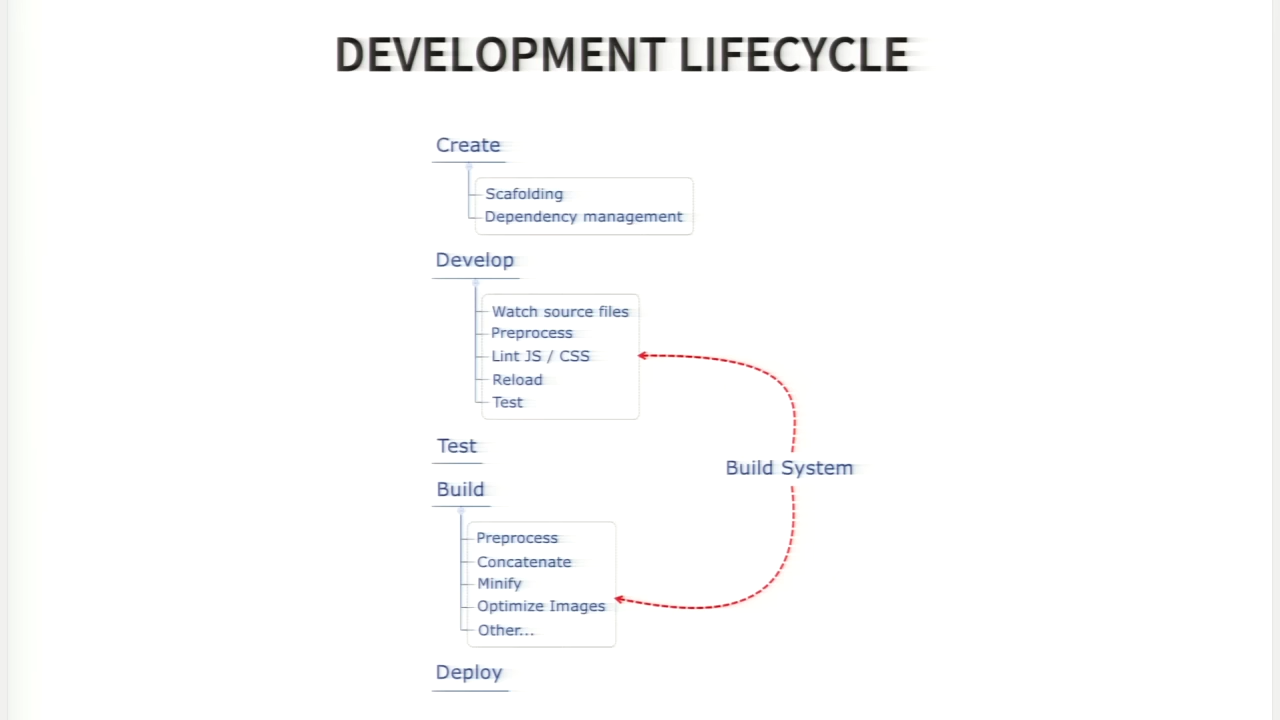 DEVELOPMENT LIFECYCLE
Create
Scafolding
Dependency management
Develop
Watch source files
Preprocess
Lint JS / CSS
Reload
Test
Test
Build System
Build
Preprocess
Concatenate
Minify
Optimize Images
Other...
Deploy